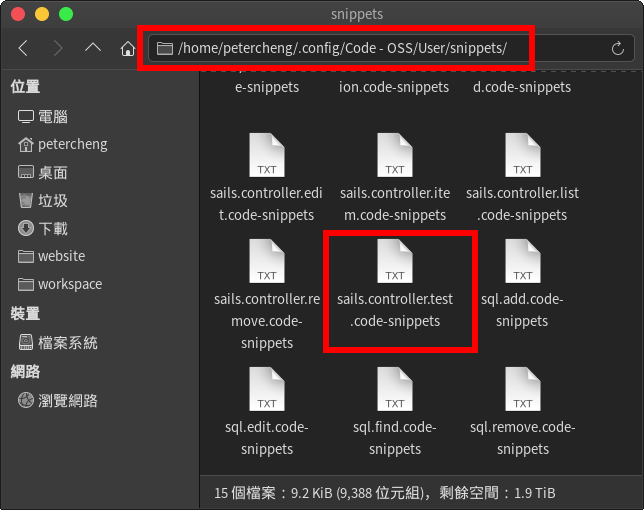 snippets
/home/petercheng/.config/Code - OSS/User/snippets/
位置
電腦
petercheng
桌面
垃圾
下載
website
workspace
裝置
檔案系統
網路
瀏覽網路
e-snippets
ion.code-snippets
d.code-snippets
TXT
sails.controller.edi
t.code-snippets
TXT
sails.controller.ite
m.code-snippets
TXT
sails.controller.list
.code-snippets
TXT
sails.controller.re
move.code-
snippets
TXT
sails.controller.test
.code-snippets
TXT
sql.add.code-
snippets
TXT
sql.edit.code-
snippets
TXT
sql.find.code-
snippets
TXT
sql.remove.code-
snippets
15 個檔案：9.2 KiB (9,388 位元組)，剩餘空間：1.9 TiB